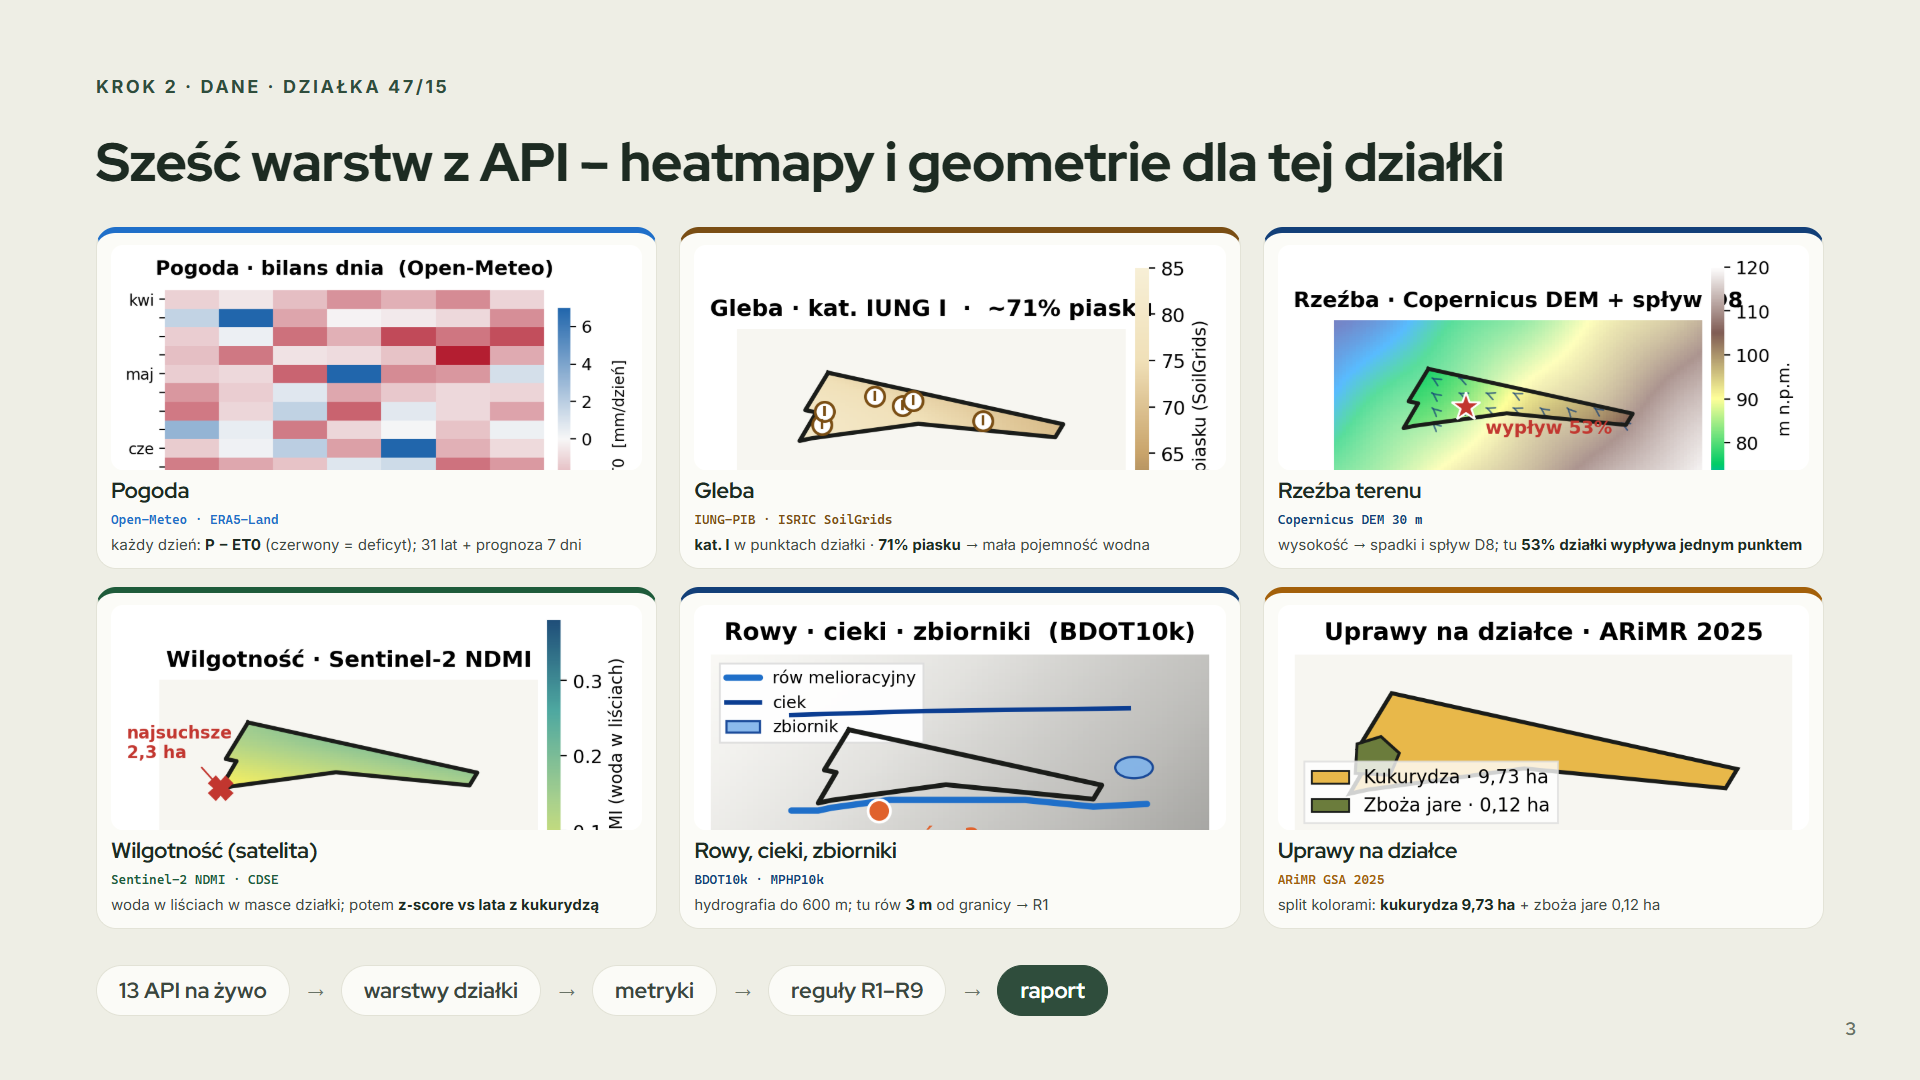 KROK 2 · DANE · DZIAŁKA 47/15
Sześć warstw z API – heatmapy i geometrie dla tej działki
Pogoda · bilans dnia (Open-Meteo)
kwi
maj
cze
6
4
2
0
[mm/dzień]
Pogoda
Open-Meteo · ERA5-Land
każdy dzień: P – ET0 (czerwony = deficyt); 31 lat + prognoza 7 dni
Gleba · kat. IUNG I · ~71% piasku
I
I
I
I
I
I
85
80
75
70
65
piasku (SoilGrids)
Gleba
IUNG-PIB · ISRIC SoilGrids
kat. I w punktach działki · 71% piasku → mała pojemność wodna
Rzeźba · Copernicus DEM + spływ D8
wypływ 53%
120
110
100
90
80
m n.p.m.
Rzeźba terenu
Copernicus DEM 30 m
wysokość → spadki i spływ D8; tu 53% działki wypływa jednym punktem
Wilgotność · Sentinel-2 NDMI
najsuchsze
2,3 ha
0.3
0.2
0.1
MI (woda w liściach)
Wilgotność (satelita)
Sentinel-2 NDMI · CDSE
woda w liściach w masce działki; potem z-score vs lata z kukurydzą
Rowy · cieki · zbiorniki (BDOT10k)
rów melioracyjny
ciek
zbiornik
Rowy, cieki, zbiorniki
BDOT10k · MPHP10k
hydrografia do 600 m; tu rów 3 m od granicy → R1
Uprawy na działce · ARiMR 2025
Kukurydza · 9,73 ha
Zboża jare · 0,12 ha
Uprawy na działce
ARiMR GSA 2025
split kolorami: kukurydza 9,73 ha + zboża jare 0,12 ha
13 API na żywo → warstwy działki → metryki → reguły R1–R9 → raport
3